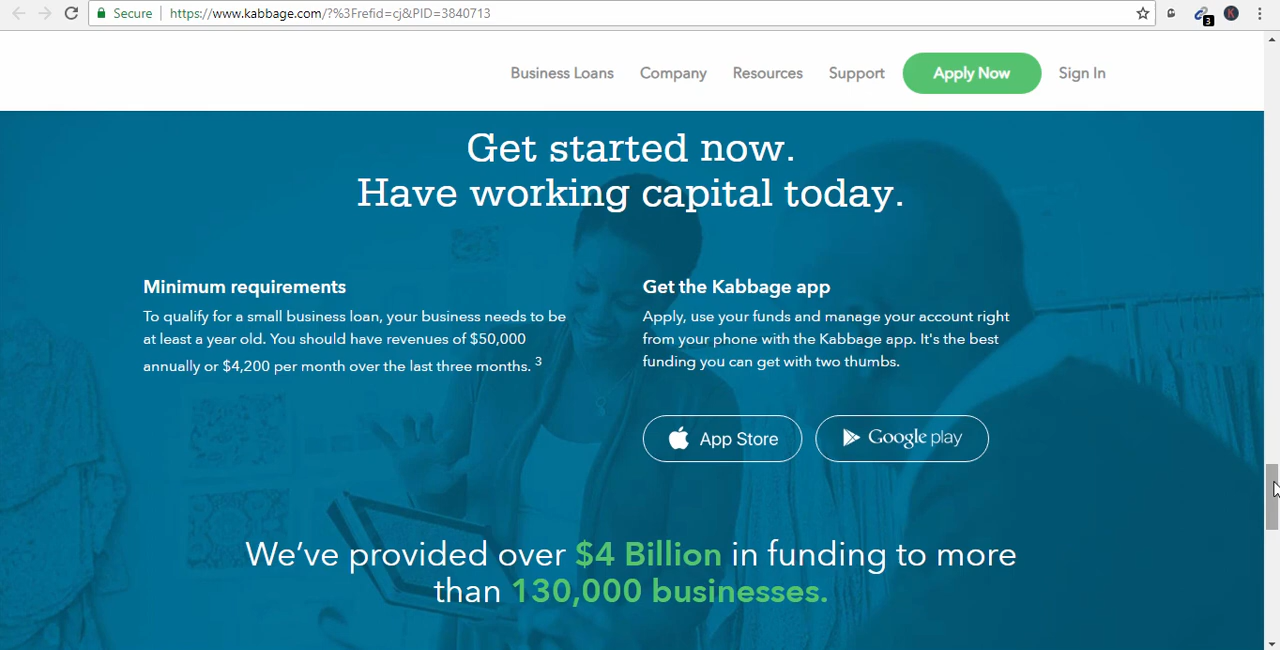 Secure https://www.kabbage.com/?%3Frefid=cj&PID=3840713
3
K
Business Loans Company Resources Support Apply Now Sign In
Get started now.
Have working capital today.
Minimum requirements
To qualify for a small business loan, your business needs to be
at least a year old. You should have revenues of $50,000
annually or $4,200 per month over the last three months. 3
Get the Kabbage app
Apply, use your funds and manage your account right
from your phone with the Kabbage app. It's the best
funding you can get with two thumbs.
App Store Google play
We've provided over $4 Billion in funding to more
than 130,000 businesses.